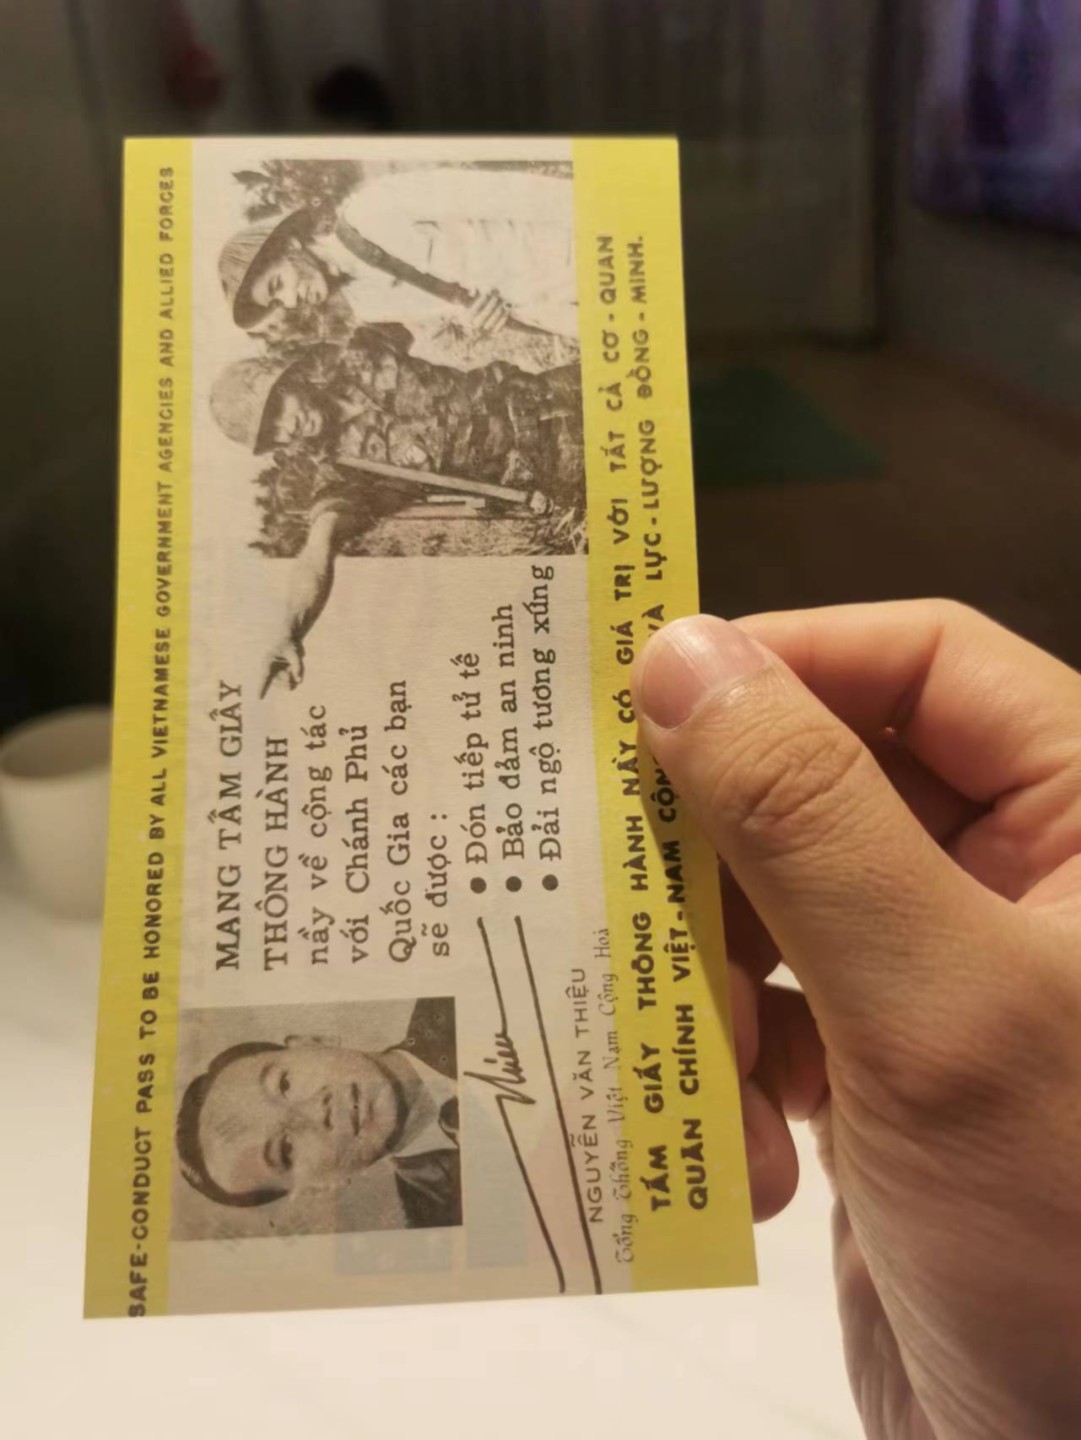 SAFE-CONDUCT PASS TO BE HONORED BY ALL VIETNAMESE GOVERNMENT AGENCIES AND ALLIED FORCES
MANG TẤM GIẤY
THÔNG HÀNH
nầy về cộng tác
với Chánh Phủ
Quốc Gia các bạn
sẽ được :
● Đón tiếp tử tế
● Bảo đảm an ninh
● Đải ngộ tương xứng
NGUYỄN VĂN THIỆU
Tổng Thống Việt Nam Cộng Hoà
TẤM GIẤY THÔNG HÀNH NẦY CÓ GIÁ TRỊ VỚI TẤT CẢ CƠ - QUAN
QUÂN CHÍNH VIỆT - NAM LỰC - LƯỢNG ĐỒNG - MINH.